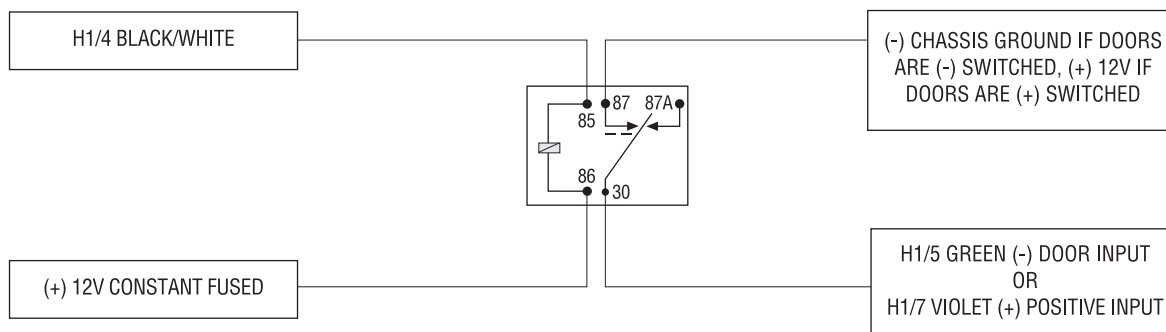 H1/4 BLACK/WHITE
(-) CHASSIS GROUND IF DOORS
ARE (-) SWITCHED, (+) 12V IF
DOORS ARE (+) SWITCHED
87 87A
85
86
30
(+) 12V CONSTANT FUSED
H1/5 GREEN (-) DOOR INPUT
OR
H1/7 VIOLET (+) POSITIVE INPUT